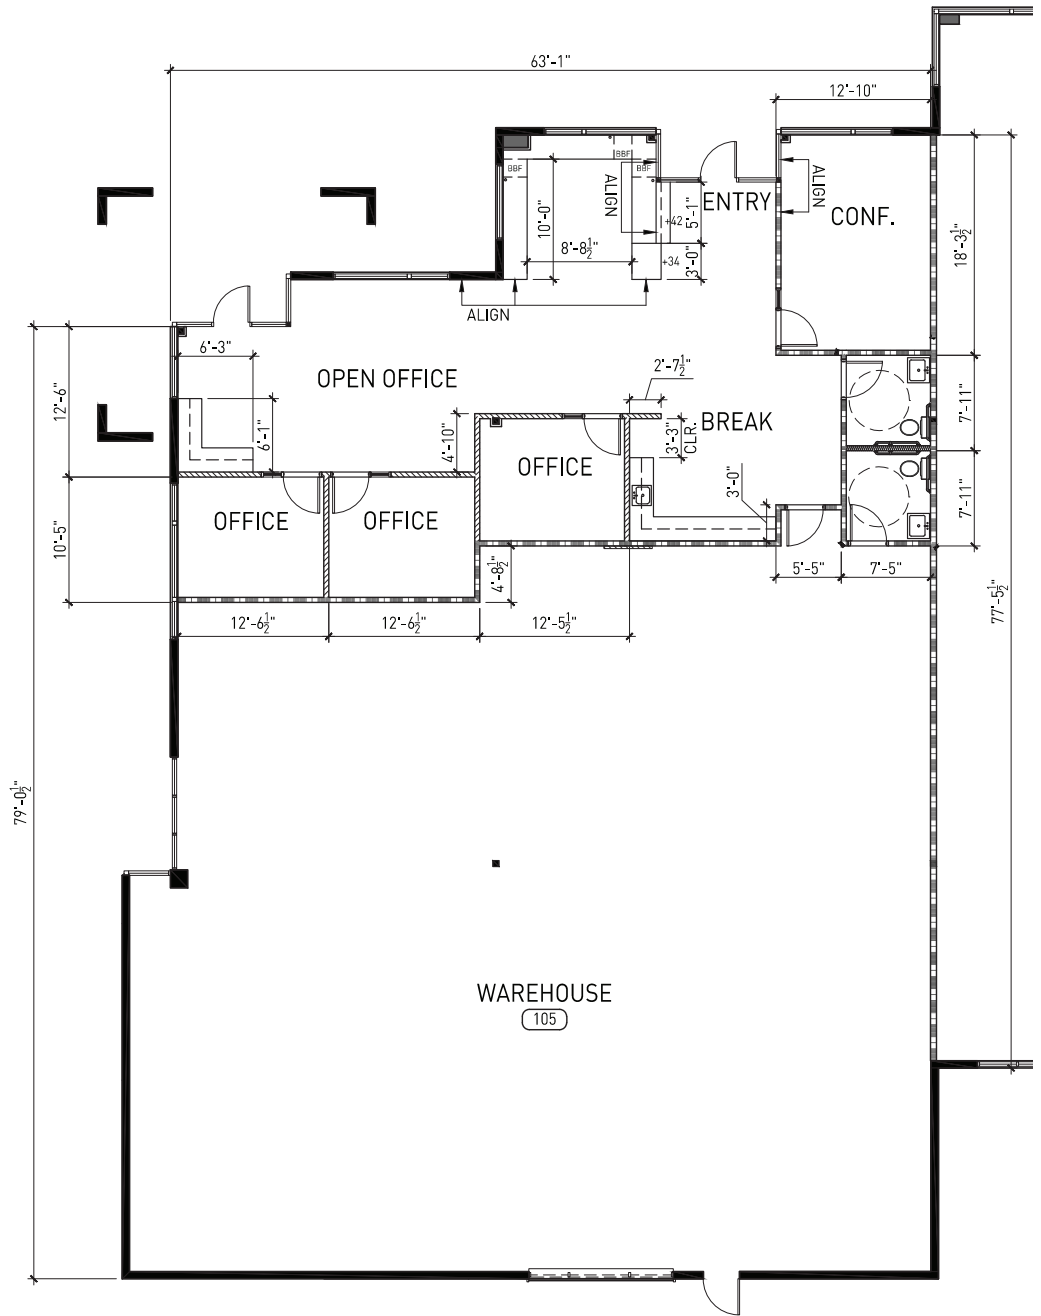 63'-1"
12'-10"
BBF
BBF
BBF
ALIGN
ENTRY
ALIGN
CONF.
10'-0"
5'-1"
+42
8'-8½"
3'-0"
+34
18'-3½"
ALIGN
6'-3"
OPEN OFFICE
2'-7½"
12'-6"
6'-1"
4'-10"
3'-3"
CLR.
BREAK
7'-11"
OFFICE
3'-0"
7'-11"
10'-5"
OFFICE
OFFICE
4'-8½"
5'-5"
7'-5"
12'-6½"
12'-6½"
12'-5½"
77'-5½"
79'-0½"
WAREHOUSE
105